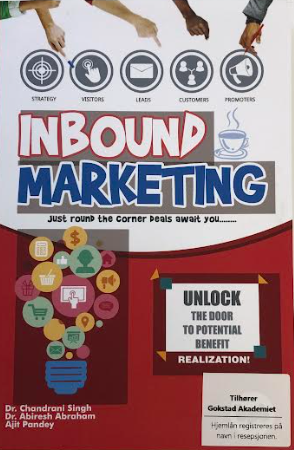 STRATEGY VISITORS LEADS CUSTOMERS PROMOTERS
INBOUND
MARKETING
Just round the Corner Deals await you........
UNLOCK
THE DOOR
TO POTENTIAL
BENEFIT
REALIZATION!
Dr. Chandrani Singh
Dr. Abiresh Abraham
Ajit Pandey
Tilhører
Gokstad Akademiet
Hjemlån registreres på
navn i resepsjonen.